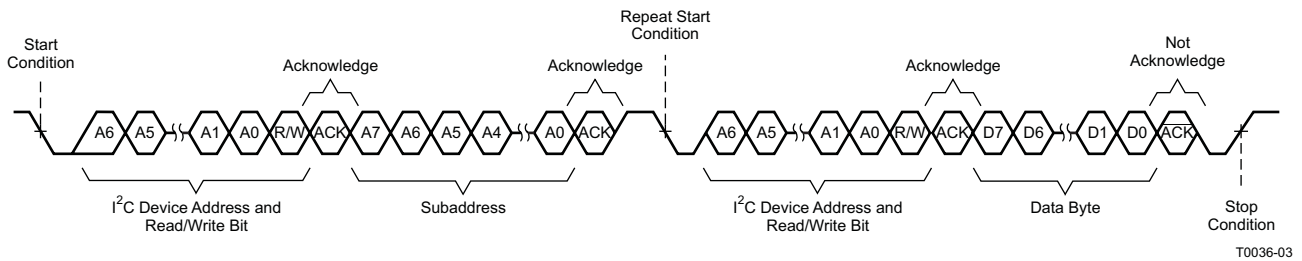 Repeat Start
Condition
Start
Condition
Not
Acknowledge
Acknowledge
Acknowledge
Acknowledge
A6 A5 A1 A0 R/W ACK A7 A6 A5 A4 A0 ACK A6 A5 A1 A0 R/W ACK D7 D6 D1 D0 ACK
I2C Device Address and
Read/Write Bit
Subaddress
I2C Device Address and
Read/Write Bit
Data Byte
Stop
Condition
T0036-03